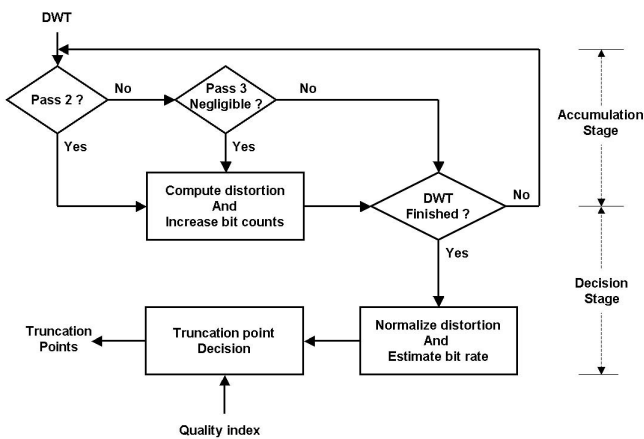 DWT
Pass 2 ?
No
Pass 3
Negligible ?
No
Yes
Yes
Compute distortion
And
Increase bit counts
DWT
Finished ?
No
Yes
Accumulation
Stage
Decision
Stage
Normalize distortion
And
Estimate bit rate
Truncation point
Decision
Truncation
Points
Quality index